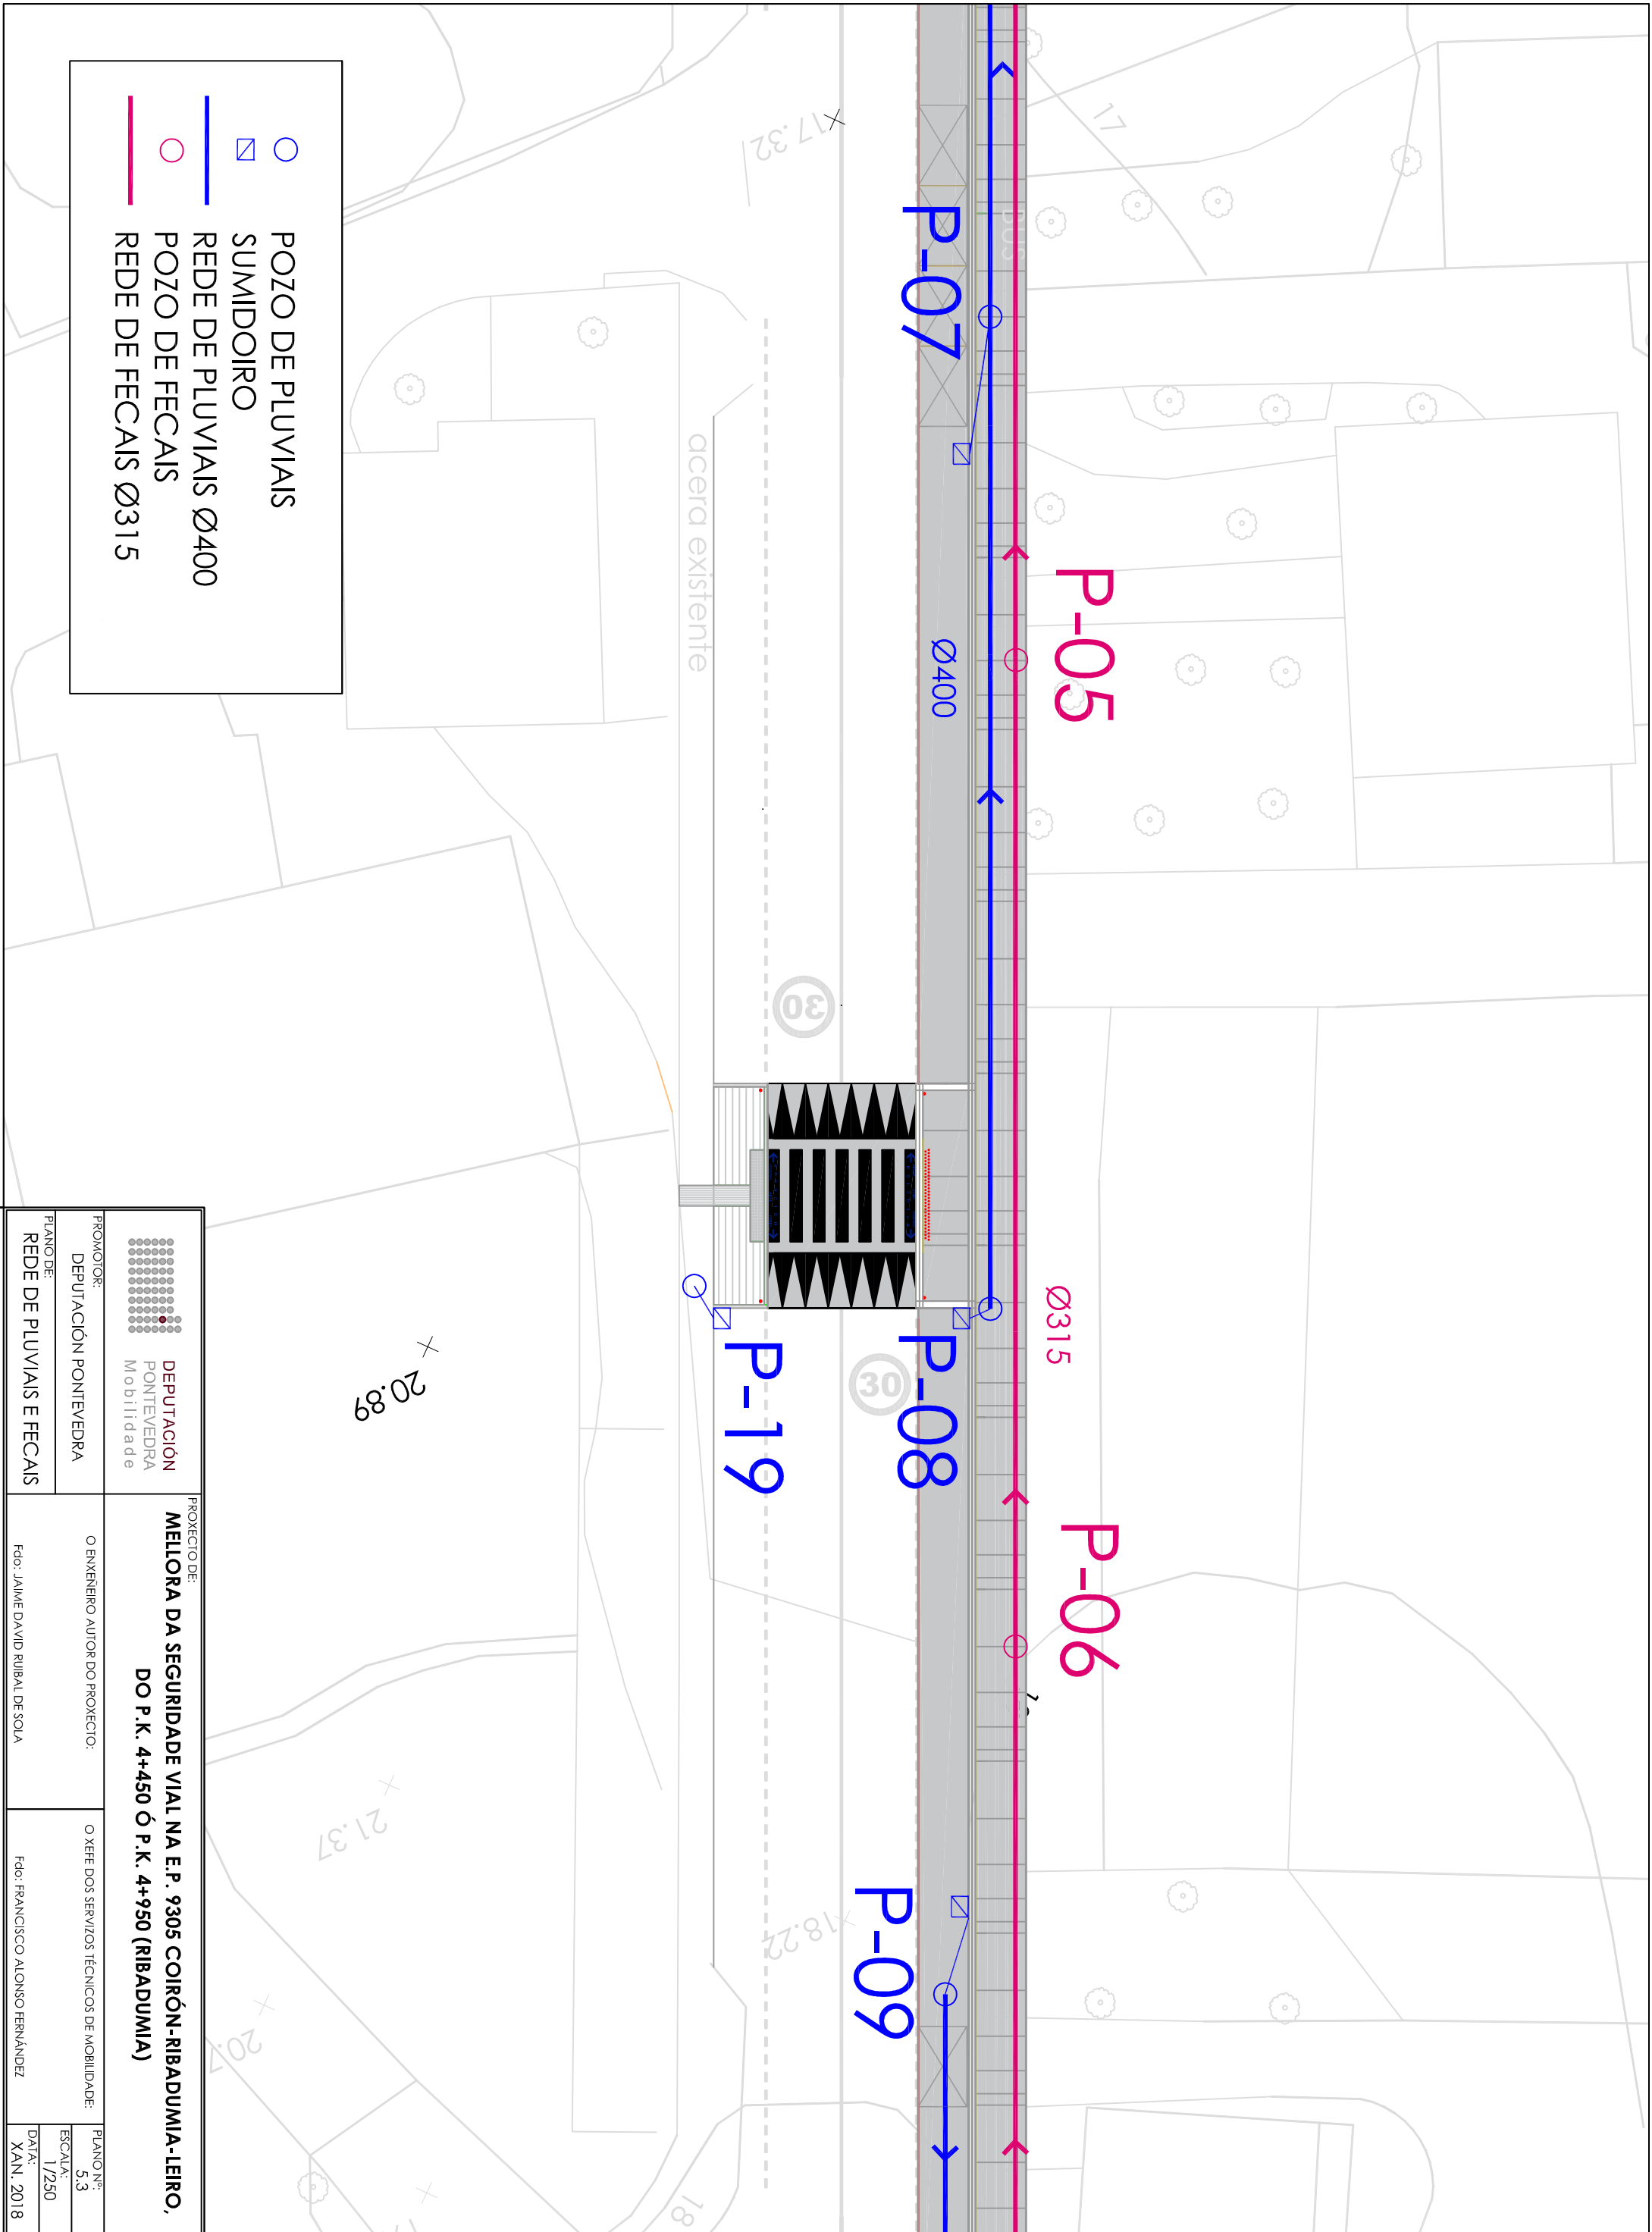 17
17.32
BUS
P-07
P-05
Ø400
acera existente
30
30
Ø315
P-08
P-19
P-06
P-09
20.89
21.37
18.22
18
POZO DE PLUVIAIS
SUMIDOIRO
REDE DE PLUVIAIS Ø400
POZO DE FECAIS
REDE DE FECAIS Ø315
DEPUTACIÓN
PONTEVEDRA
Mobilidade
PROMOTOR:
DEPUTACIÓN PONTEVEDRA
PLANO DE:
REDE DE PLUVIAIS E FECAIS
PROXECTO DE:
MELLORA DA SEGURIDADE VIAL NA E.P. 9305 COIRÓN-RIBADUMIA-LEIRO,
DO P.K. 4+450 Ó P.K. 4+950 (RIBADUMIA)
O ENXEÑEIRO AUTOR DO PROXECTO:
Fdo: JAIME DAVID RUIBAL DE SOLA
O XEFE DOS SERVIZOS TÉCNICOS DE MOBILIDADE:
Fdo: FRANCISCO ALONSO FERNÁNDEZ
PLANO Nº:
5.3
ESCALA:
1/250
DATA:
XAN. 2018